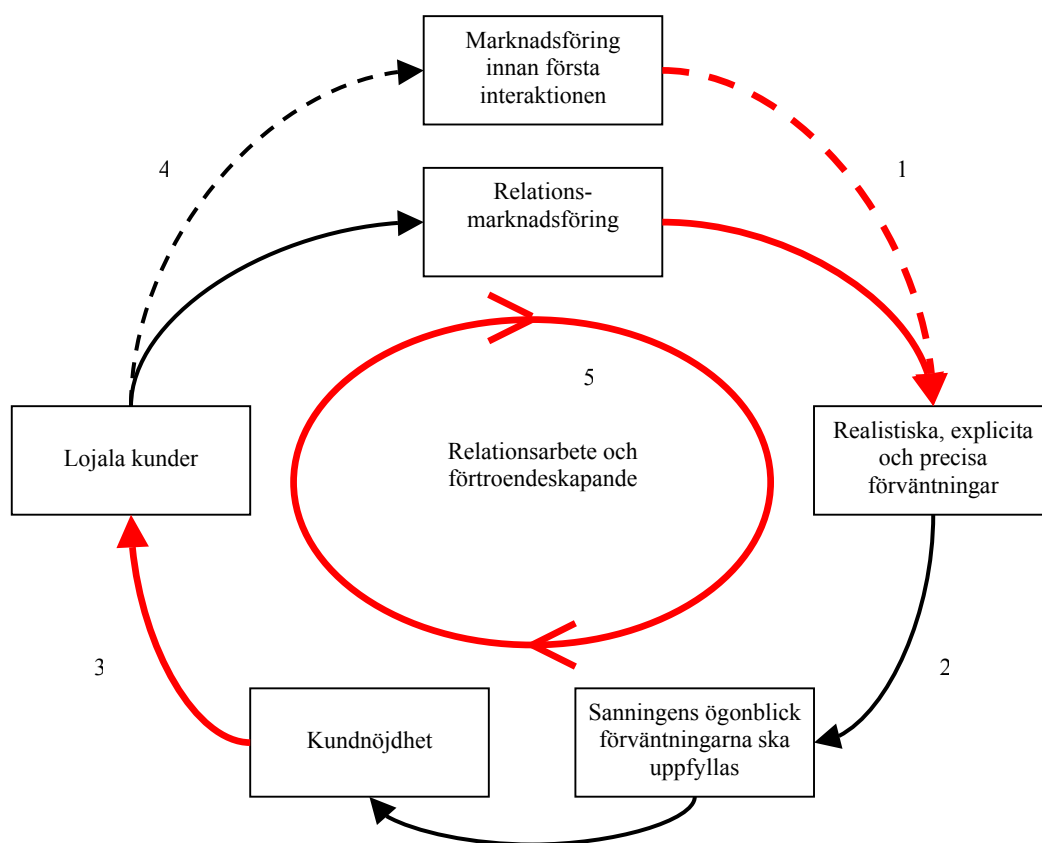 Marknadsföring
innan första
interaktionen
4
1
Relations-
marknadsföring
5
Lojala kunder
Relationsarbete och
förtroendeskapande
Realistiska, explicita
och precisa
förväntningar
3
2
Kundnöjdhet
Sanningens ögonblick
förväntningarna ska
uppfyllas